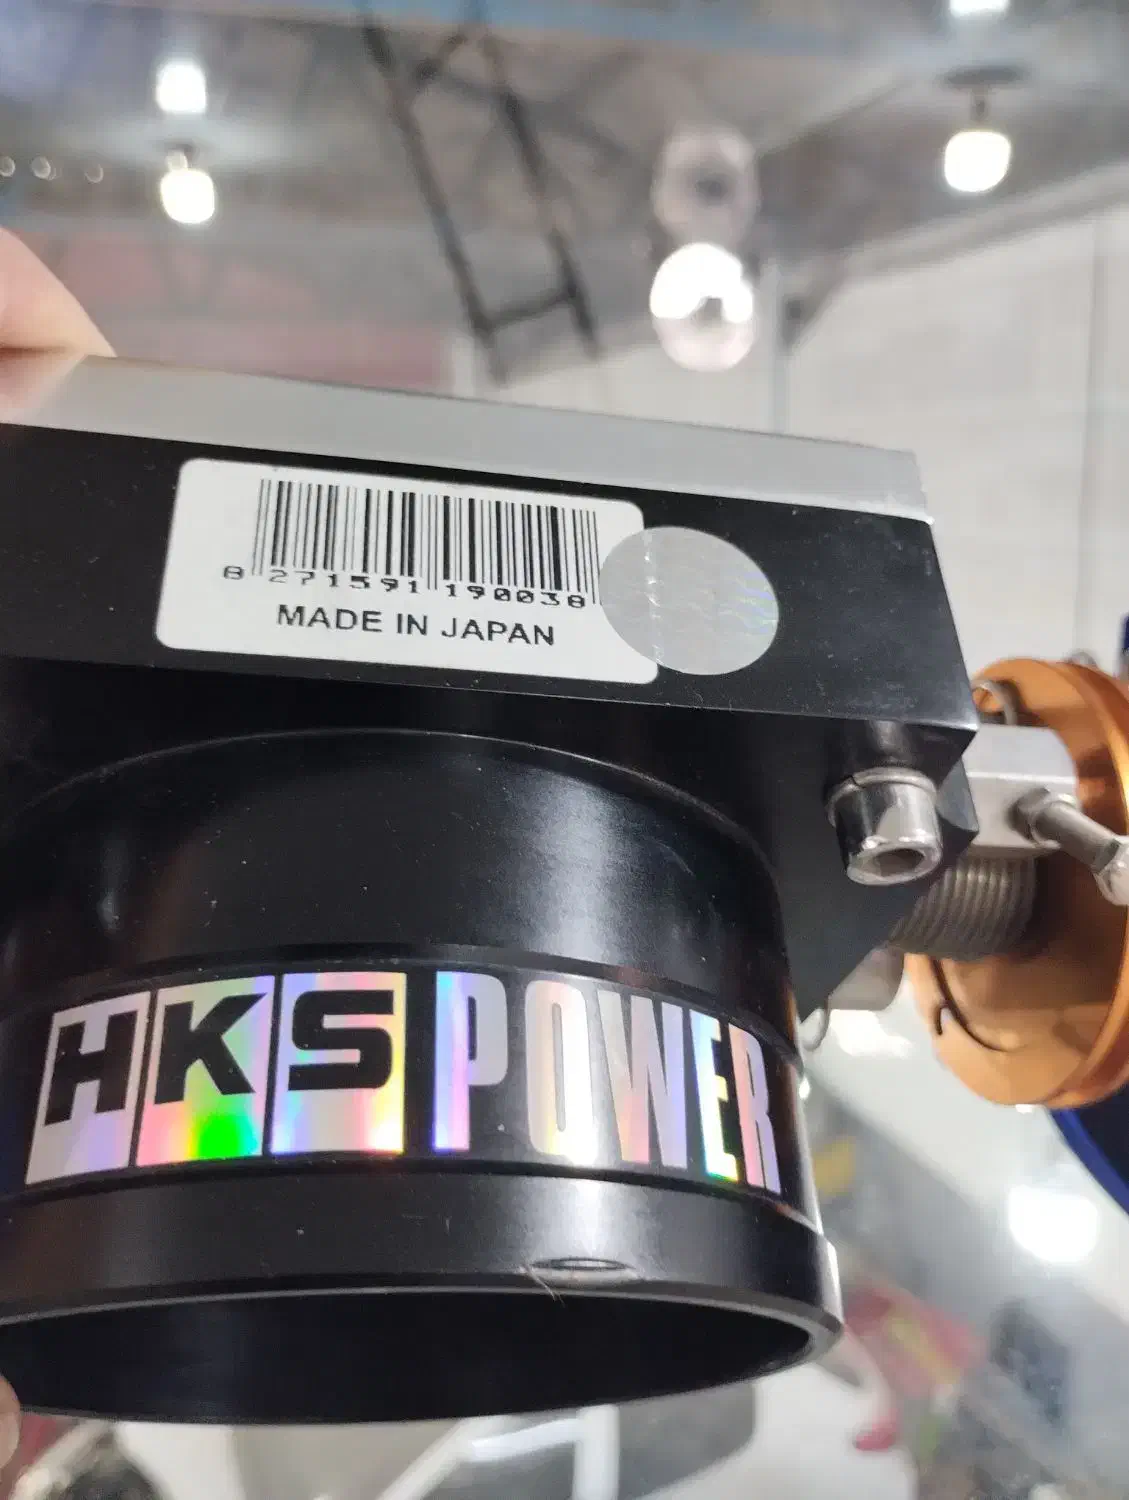 8 271591 190038
MADE IN JAPAN
HKS POWER